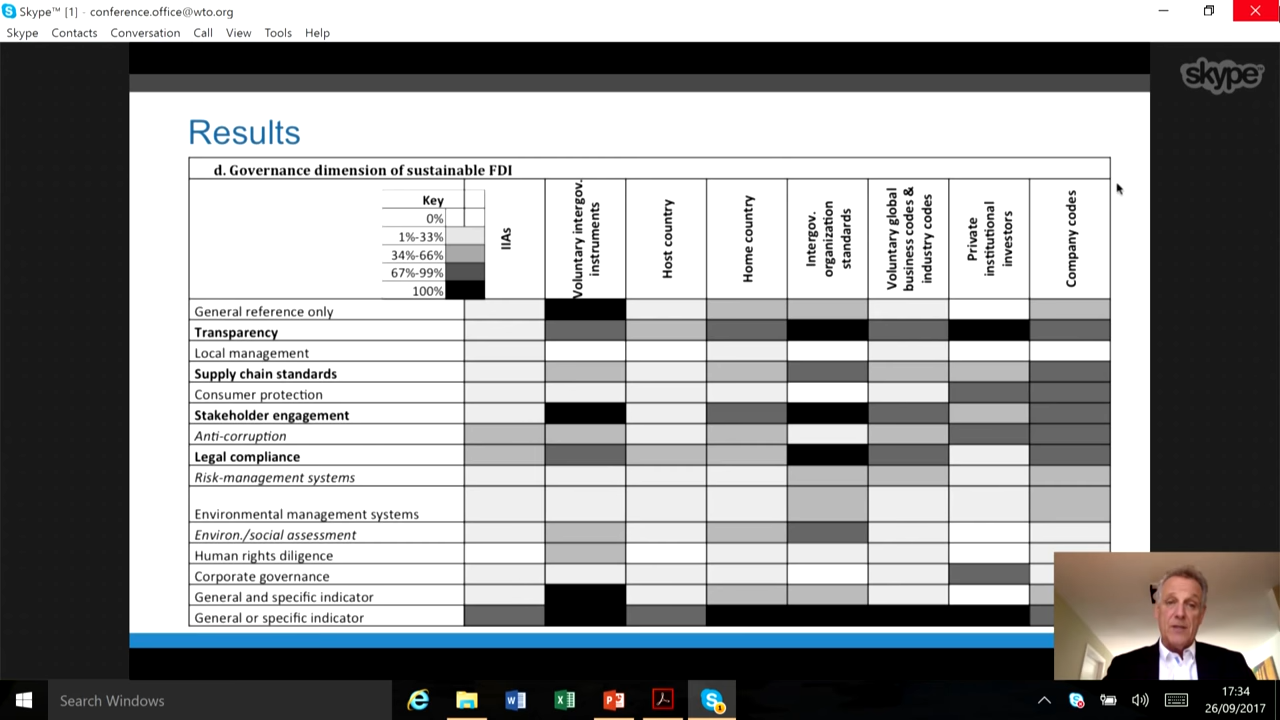 Skype™ [1] - conference.office@wto.org
Skype Contacts Conversation Call View Tools Help
skype™
Results
d. Governance dimension of sustainable FDI
Key
0%
1%-33%
34%-66%
67%-99%
100%
IIAs
Voluntary intergov.
instruments
Host country
Home country
Intergov.
organization
standards
Voluntary global
business codes &
industry codes
Private
institutional
investors
Company codes
General reference only
Transparency
Local management
Supply chain standards
Consumer protection
Stakeholder engagement
Anti-corruption
Legal compliance
Risk-management systems
Environmental management systems
Environ./social assessment
Human rights diligence
Corporate governance
General and specific indicator
General or specific indicator
Search Windows
17:34
26/09/2017